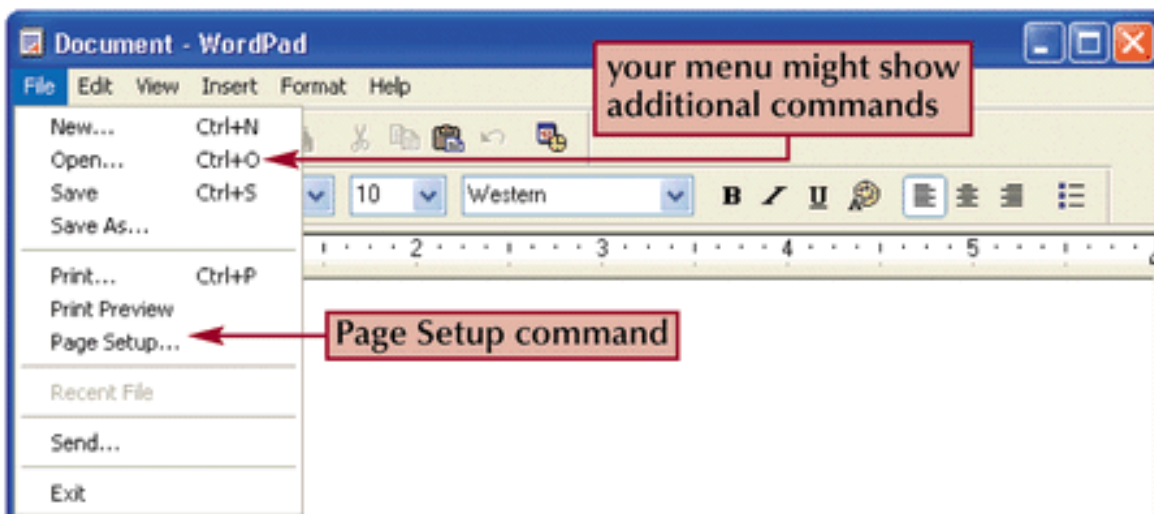 Document - WordPad
File Edit View Insert Format Help
your menu might show
additional commands
New... Ctrl+N
Open... Ctrl+O
Save Ctrl+S
10 Western B I U
Save As...
2 3 4 5
Print... Ctrl+P
Print Preview
Page Setup...
Page Setup command
Recent File
Send...
Exit